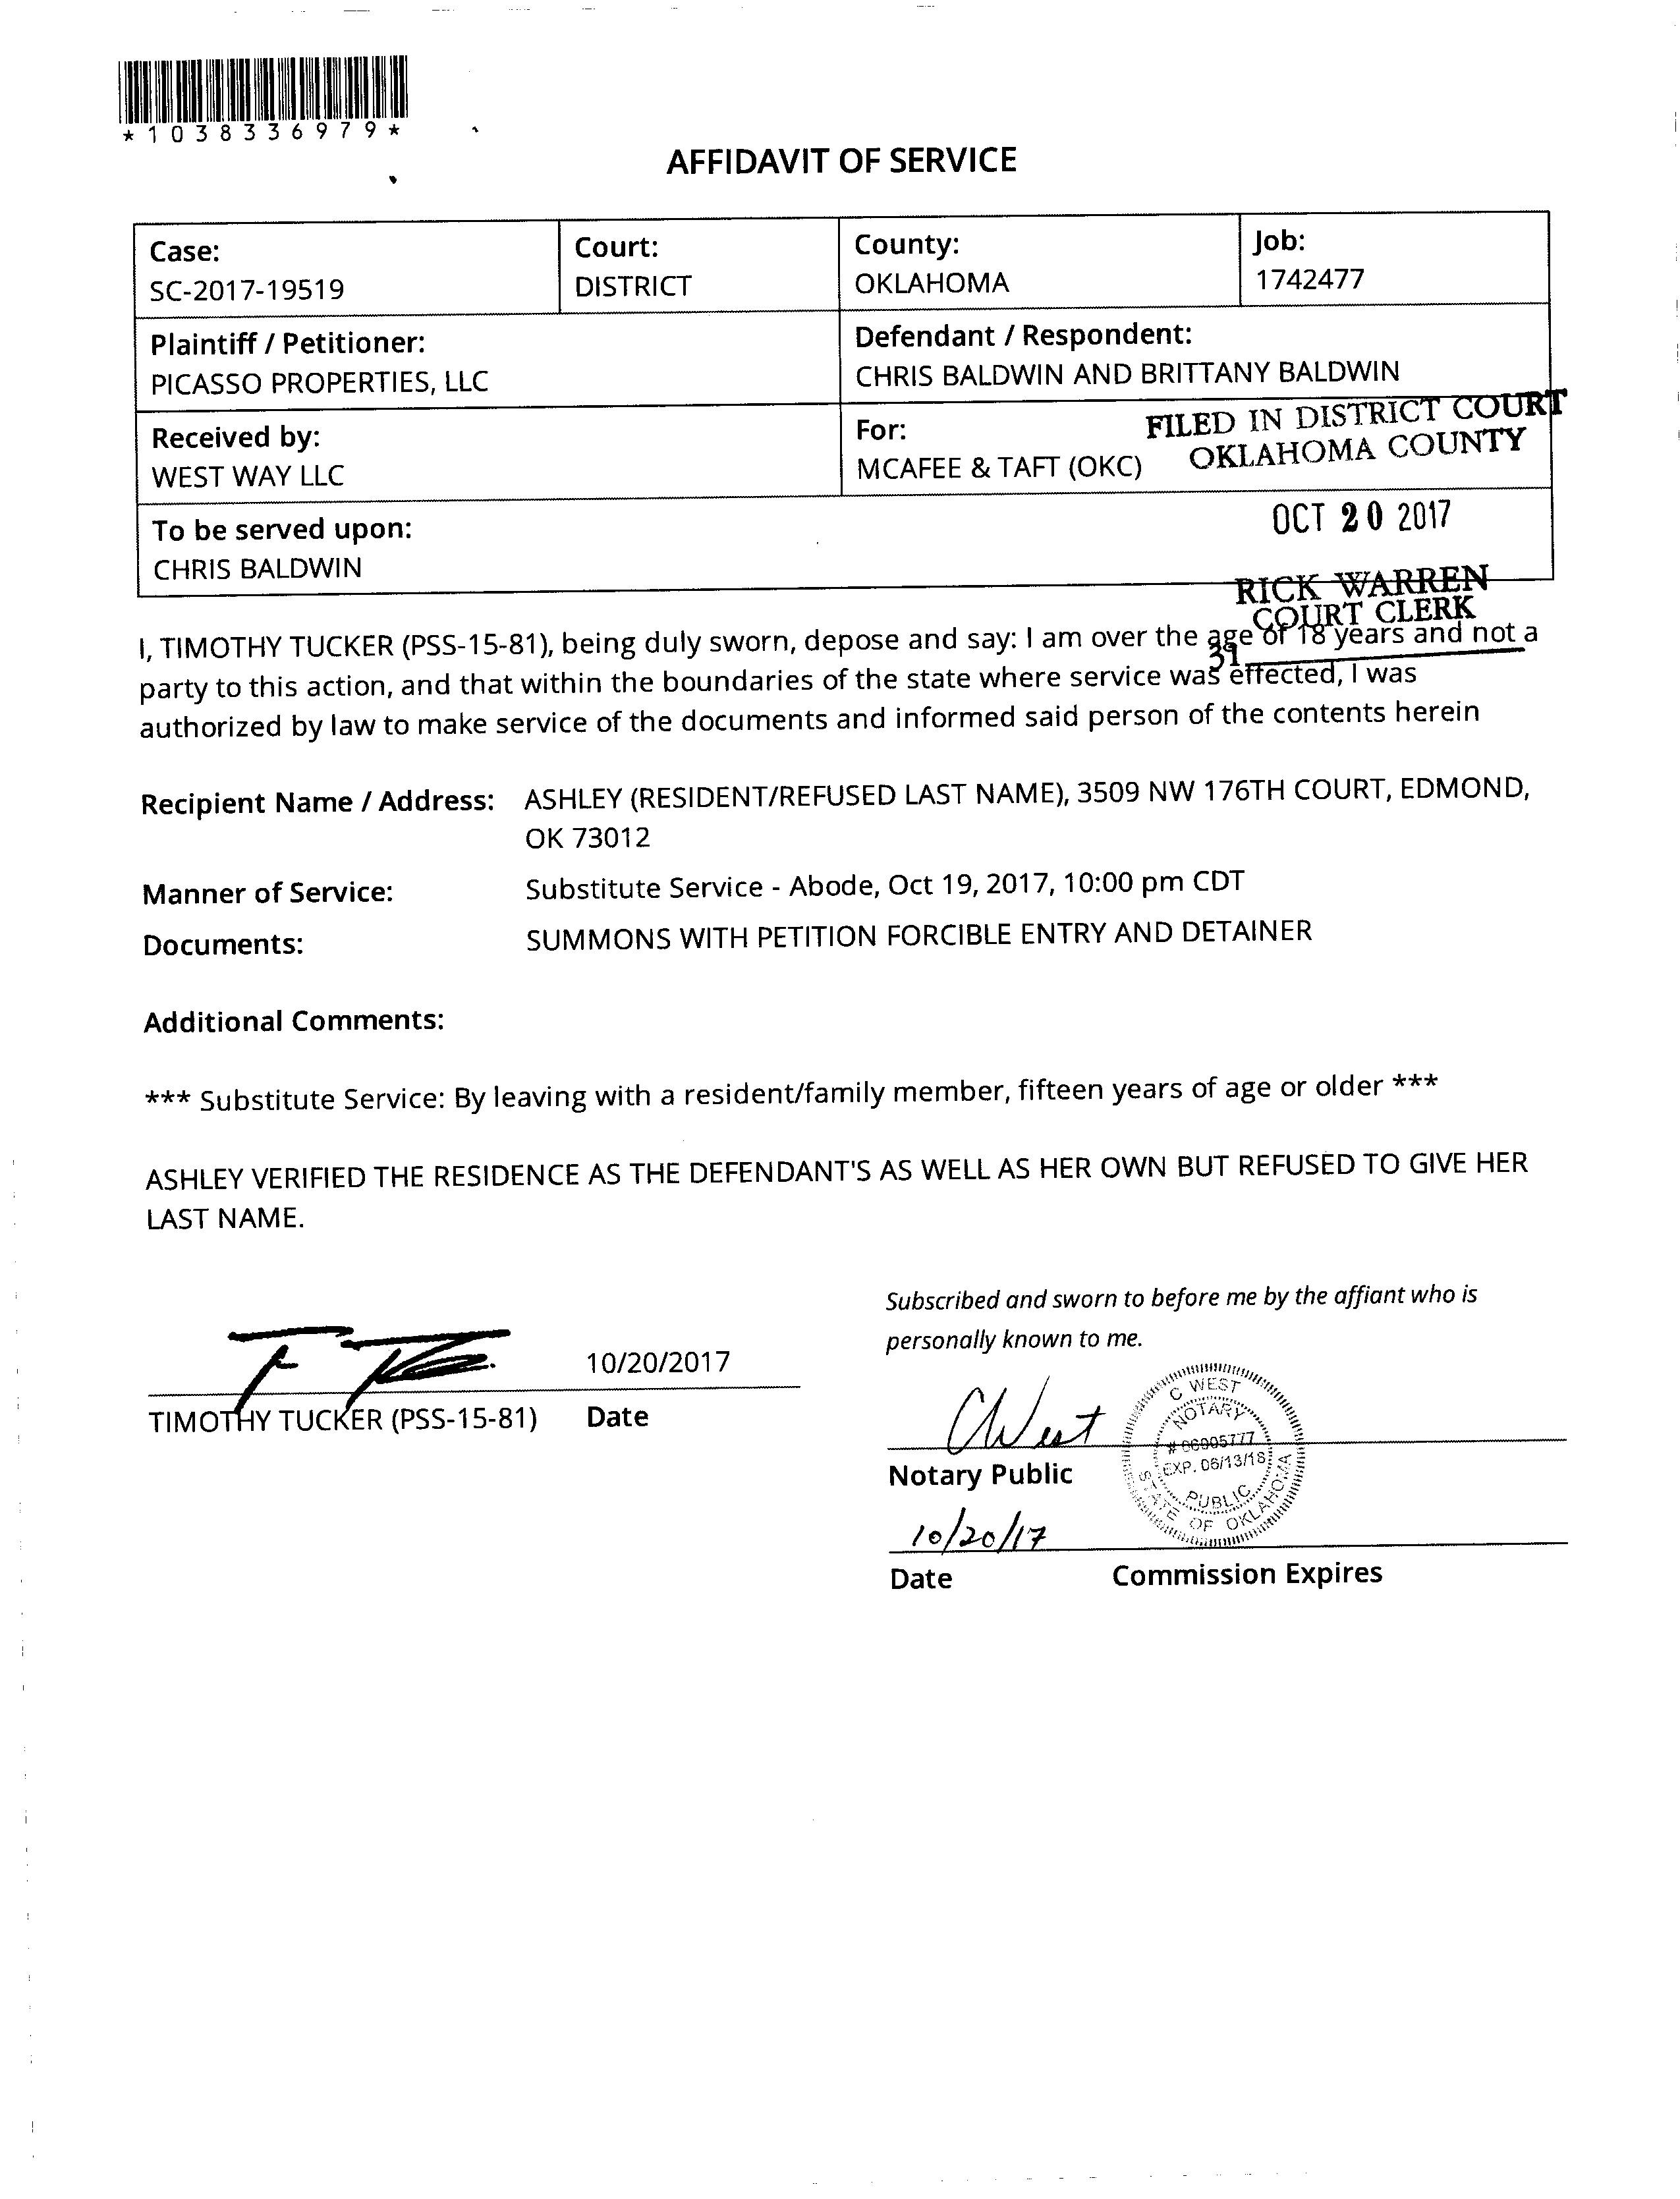 *1038336979*
AFFIDAVIT OF SERVICE
Case:
SC-2017-19519
Court:
DISTRICT
County:
OKLAHOMA
Job:
1742477
Plaintiff / Petitioner:
PICASSO PROPERTIES, LLC
Defendant / Respondent:
CHRIS BALDWIN AND BRITTANY BALDWIN
Received by:
WEST WAY LLC
For:
MCAFEE & TAFT (OKC)
FILED IN DISTRICT COURT
OKLAHOMA COUNTY
To be served upon:
CHRIS BALDWIN
OCT 20 2017
RICK WARREN
COURT CLERK
31
I, TIMOTHY TUCKER (PSS-15-81), being duly sworn, depose and say: I am over the age of 18 years and not a
party to this action, and that within the boundaries of the state where service was effected, I was
authorized by law to make service of the documents and informed said person of the contents herein
Recipient Name / Address: ASHLEY (RESIDENT/REFUSED LAST NAME), 3509 NW 176TH COURT, EDMOND,
OK 73012
Manner of Service: Substitute Service - Abode, Oct 19, 2017, 10:00 pm CDT
Documents: SUMMONS WITH PETITION FORCIBLE ENTRY AND DETAINER
Additional Comments:
*** Substitute Service: By leaving with a resident/family member, fifteen years of age or older ***
ASHLEY VERIFIED THE RESIDENCE AS THE DEFENDANT'S AS WELL AS HER OWN BUT REFUSED TO GIVE HER
LAST NAME.
Subscribed and sworn to before me by the affiant who is
personally known to me.
10/20/2017
TIMOTHY TUCKER (PSS-15-81) Date
CWest
C WEST
NOTARY
# 06005777
EXP. 06/13/18
PUBLIC
STATE OF OKLAHOMA
Notary Public
10/20/17
Date Commission Expires